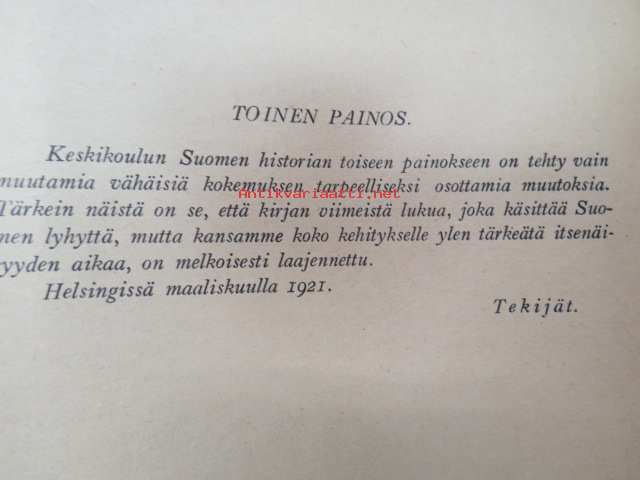 TOINEN PAINOS.
Keskikoulun Suomen historian toiseen painokseen on tehty vain
muutamia vähäisiä kokemuksen tarpeelliseksi osottamia muutoksia.
Antikvariaatti.net
Tärkein näistä on se, että kirjan viimeistä lukua, joka käsittää Suo-
men lyhyttä, mutta kansamme koko kehitykselle ylen tärkeätä itsenäi-
syyden aikaa, on melkoisesti laajennettu.
Helsingissä maaliskuulla 1921.
Tekijät.